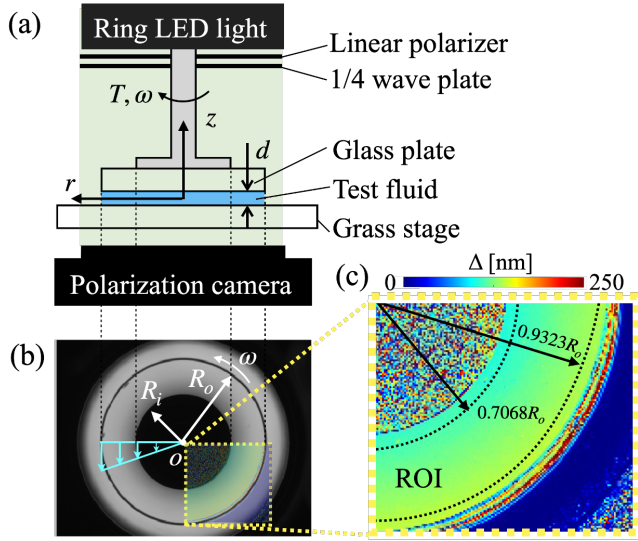 (a)
Ring LED light
Linear polarizer
1/4 wave plate
T, ω
z
d
Glass plate
r
Test fluid
Grass stage
Polarization camera
(c)
Δ [nm]
0
250
(b)
ω
R_i
R_o
o
0.9323R_o
0.7068R_o
ROI